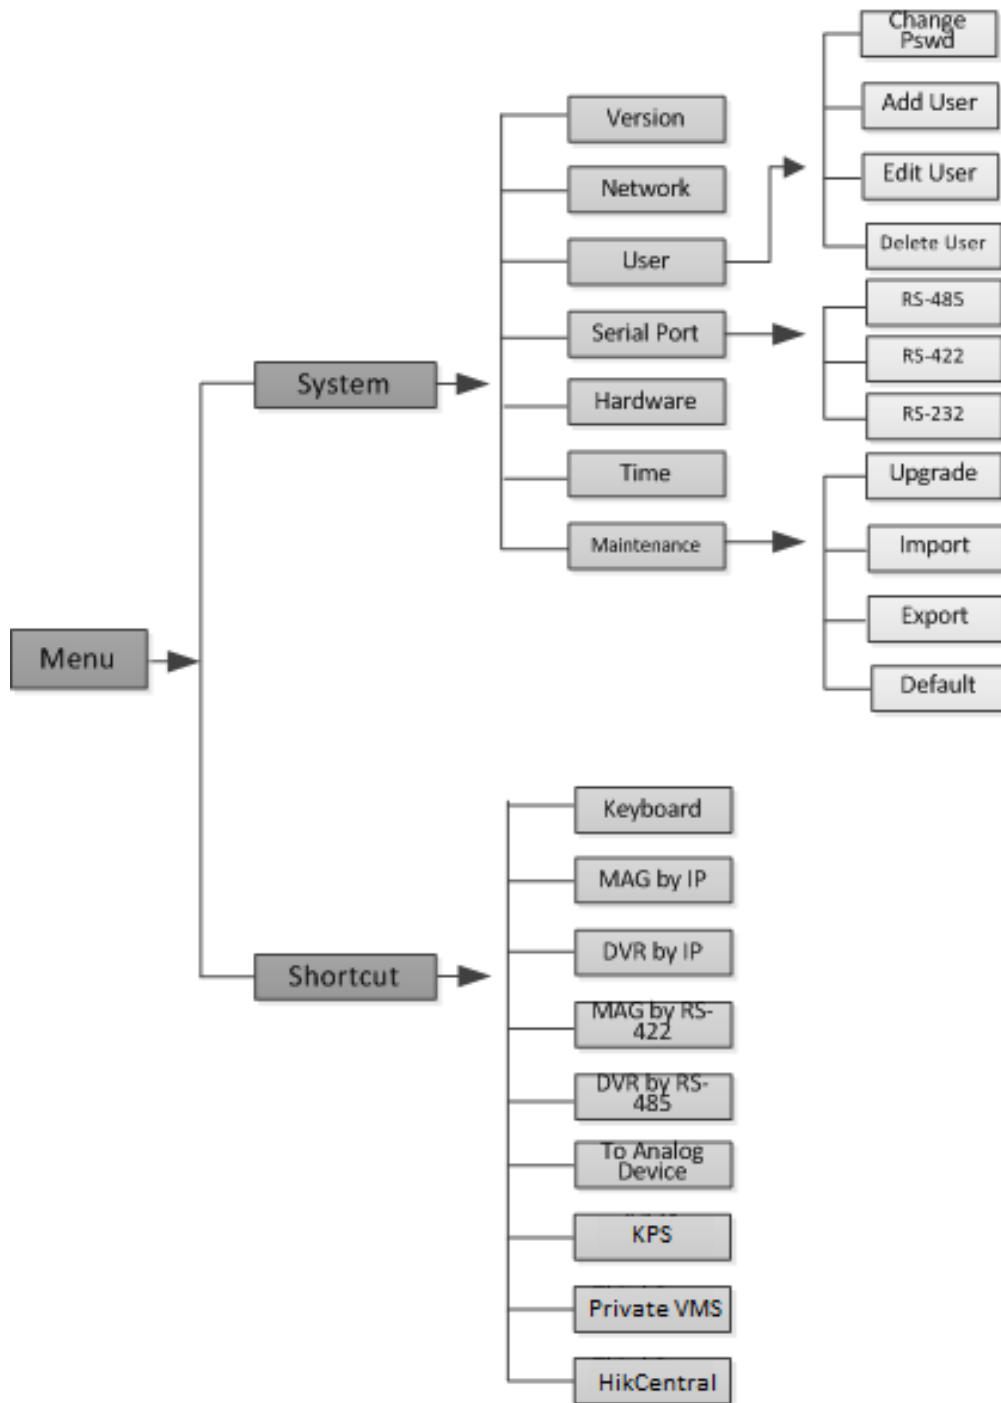 Change
Pswd
Add User
Edit User
Delete User
Version
Network
User
Serial Port
Hardware
Time
Maintenance
RS-485
RS-422
RS-232
Upgrade
Import
Export
Default
System
Menu
Shortcut
Keyboard
MAG by IP
DVR by IP
MAG by RS-
422
DVR by RS-
485
To Analog
Device
KPS
Private VMS
HikCentral